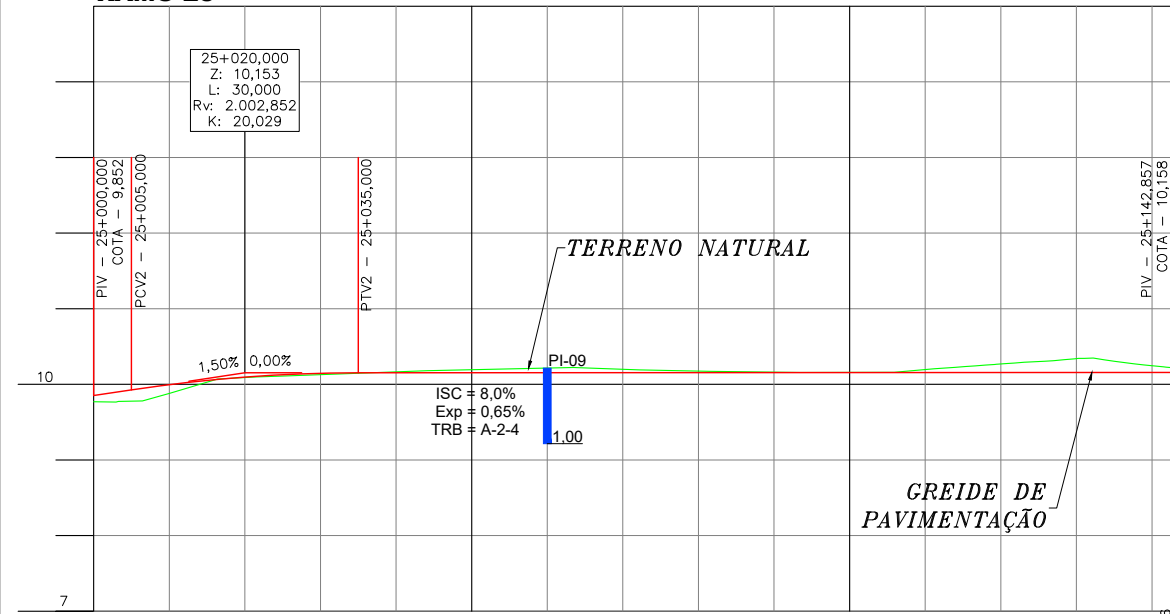 25+020,000
Z: 10,153
L: 30,000
Rv: 2.002,852
K: 20,029
PIV - 25+000,000
COTA - 9,852
PCV2 - 25+005,000
PTV2 - 25+035,000
PIV - 25+142,857
COTA - 10,158
TERRENO NATURAL
1,50%
0,00%
PI-09
10
ISC = 8,0%
Exp = 0,65%
TRB = A-2-4
1,00
GREIDE DE
PAVIMENTAÇÃO
7